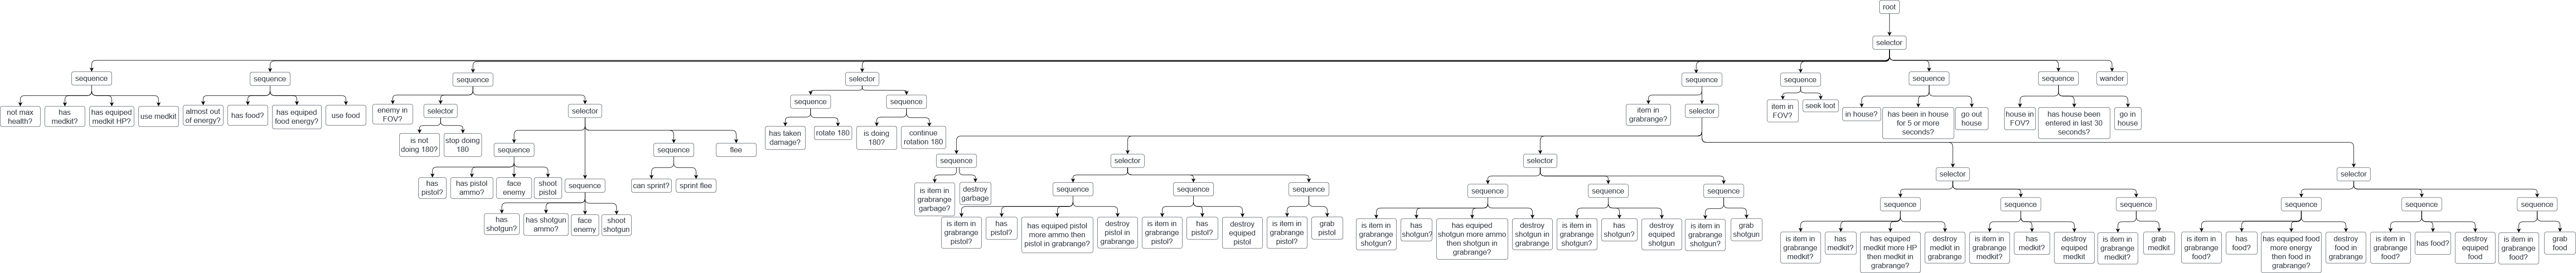 root
selector
sequence
not max
health?
has
medkit?
has equiped
medkit HP?
use medkit
sequence
almost out
of energy?
has food?
has equiped
food energy?
use food
sequence
enemy in
FOV?
selector
is not
doing 180?
stop doing
180
selector
sequence
has
pistol?
has pistol
ammo?
face
enemy
shoot
pistol
sequence
has
shotgun?
has shotgun
ammo?
face
enemy
shoot
shotgun
sequence
can sprint?
sprint flee
flee
selector
sequence
has taken
damage?
rotate 180
sequence
is doing
180?
continue
rotation 180
sequence
item in
grabrange?
selector
sequence
is item in
grabrange
garbage?
destroy
garbage
selector
sequence
is item in
grabrange
pistol?
has
pistol?
has equiped pistol
more ammo then
pistol in grabrange?
destroy
pistol in
grabrange
sequence
is item in
grabrange
pistol?
has
pistol?
destroy
equiped
pistol
sequence
is item in
grabrange
pistol?
grab
pistol
selector
sequence
is item in
grabrange
shotgun?
has
shotgun?
has equiped
shotgun more ammo
then shotgun in
grabrange?
destroy
shotgun in
grabrange
sequence
is item in
grabrange
shotgun?
has
shotgun?
destroy
equiped
shotgun
sequence
is item in
grabrange
shotgun?
grab
shotgun
selector
sequence
is item in
grabrange
medkit?
has
medkit?
has equiped
medkit more HP
then medkit in
grabrange?
destroy
medkit in
grabrange
sequence
is item in
grabrange
medkit?
has
medkit?
destroy
equiped
medkit
sequence
is item in
grabrange
medkit?
grab
medkit
selector
sequence
is item in
grabrange
food?
has
food?
has equiped food
more energy
then food in
grabrange?
destroy
food in
grabrange
sequence
is item in
grabrange
food?
has food?
destroy
equiped
food
sequence
is item in
grabrange
food?
grab
food
sequence
item in
FOV?
seek loot
sequence
in house?
has been in house
for 5 or more
seconds?
go out
house
sequence
house in
FOV?
has house been
entered in last 30
seconds?
go in
house
wander